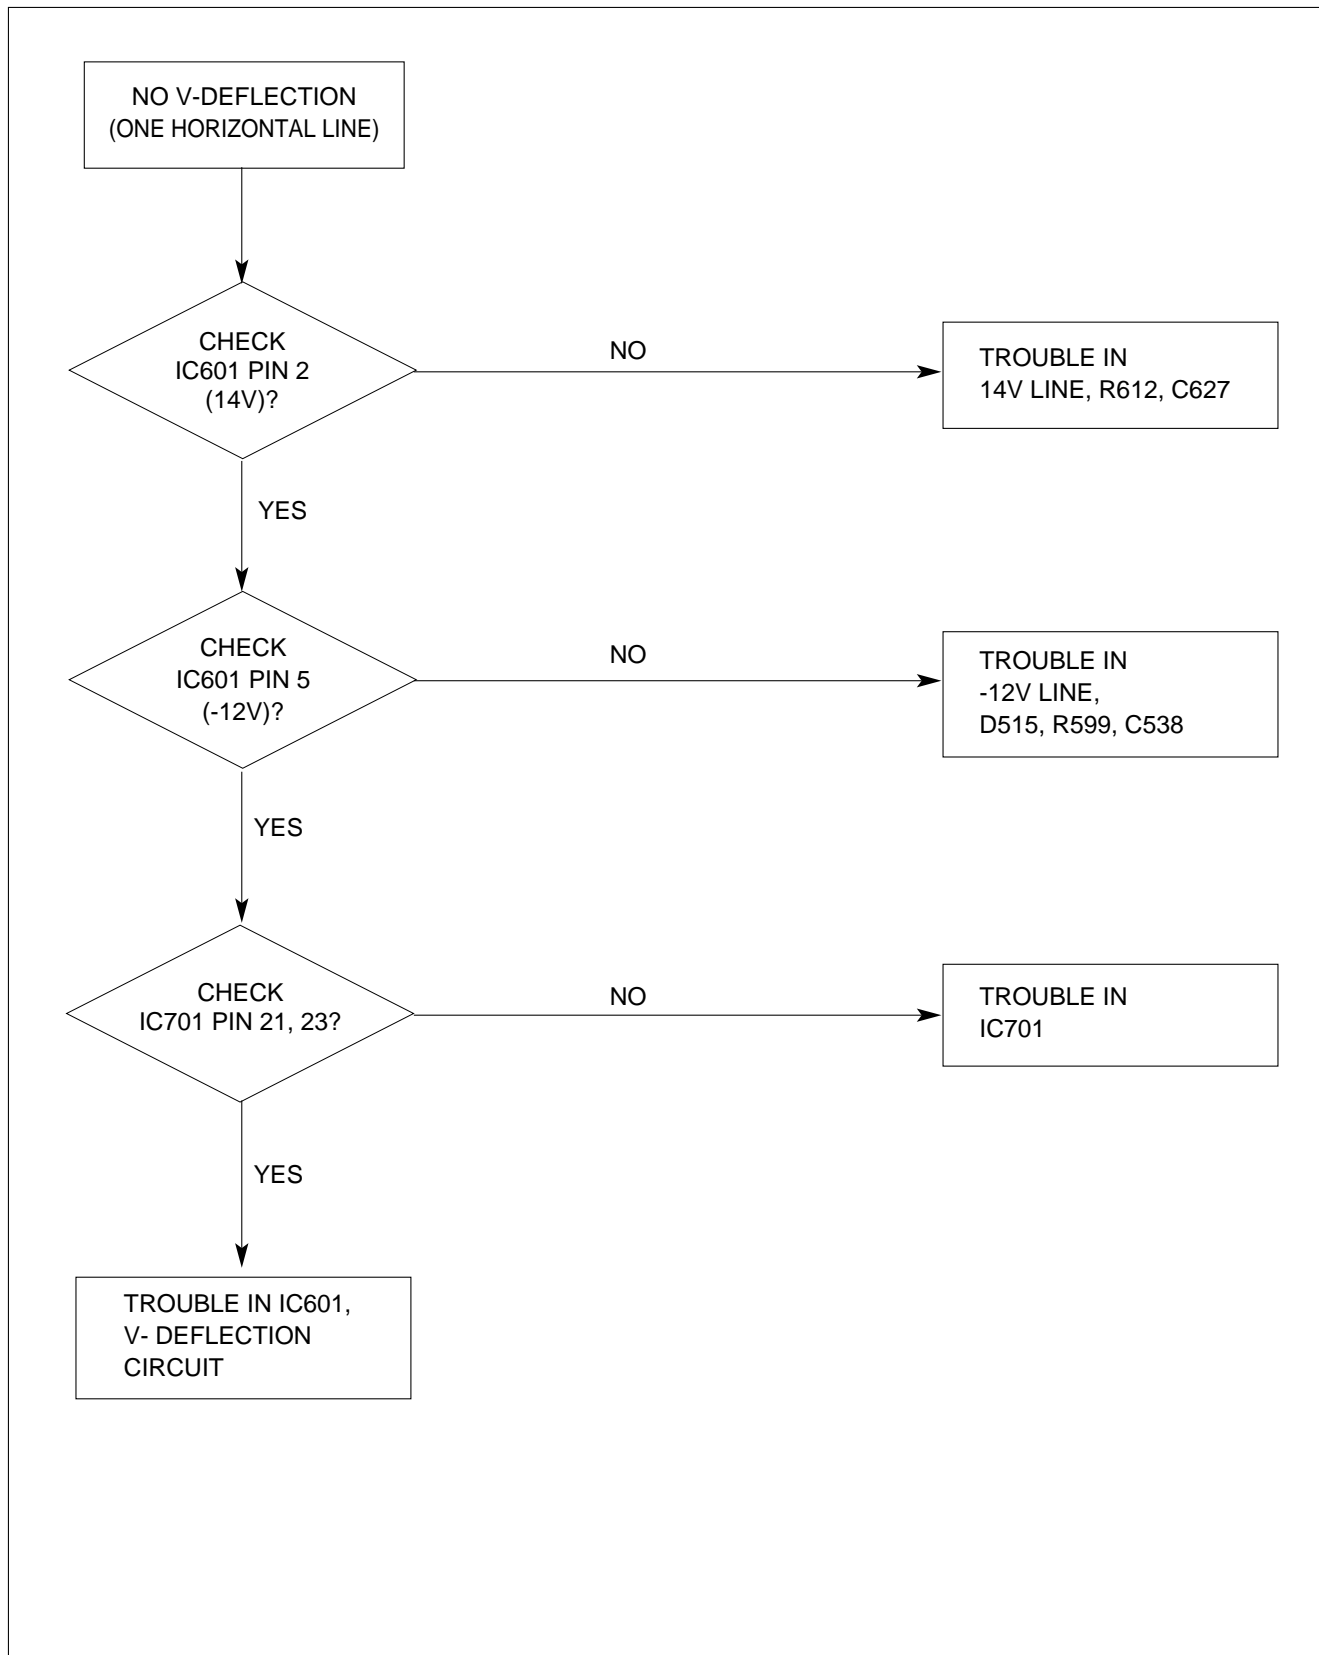 NO V-DEFLECTION
(ONE HORIZONTAL LINE)
CHECK
IC601 PIN 2
(14V)?
NO
TROUBLE IN
14V LINE, R612, C627
YES
CHECK
IC601 PIN 5
(-12V)?
NO
TROUBLE IN
-12V LINE,
D515, R599, C538
YES
CHECK
IC701 PIN 21, 23?
NO
TROUBLE IN
IC701
YES
TROUBLE IN IC601,
V- DEFLECTION
CIRCUIT